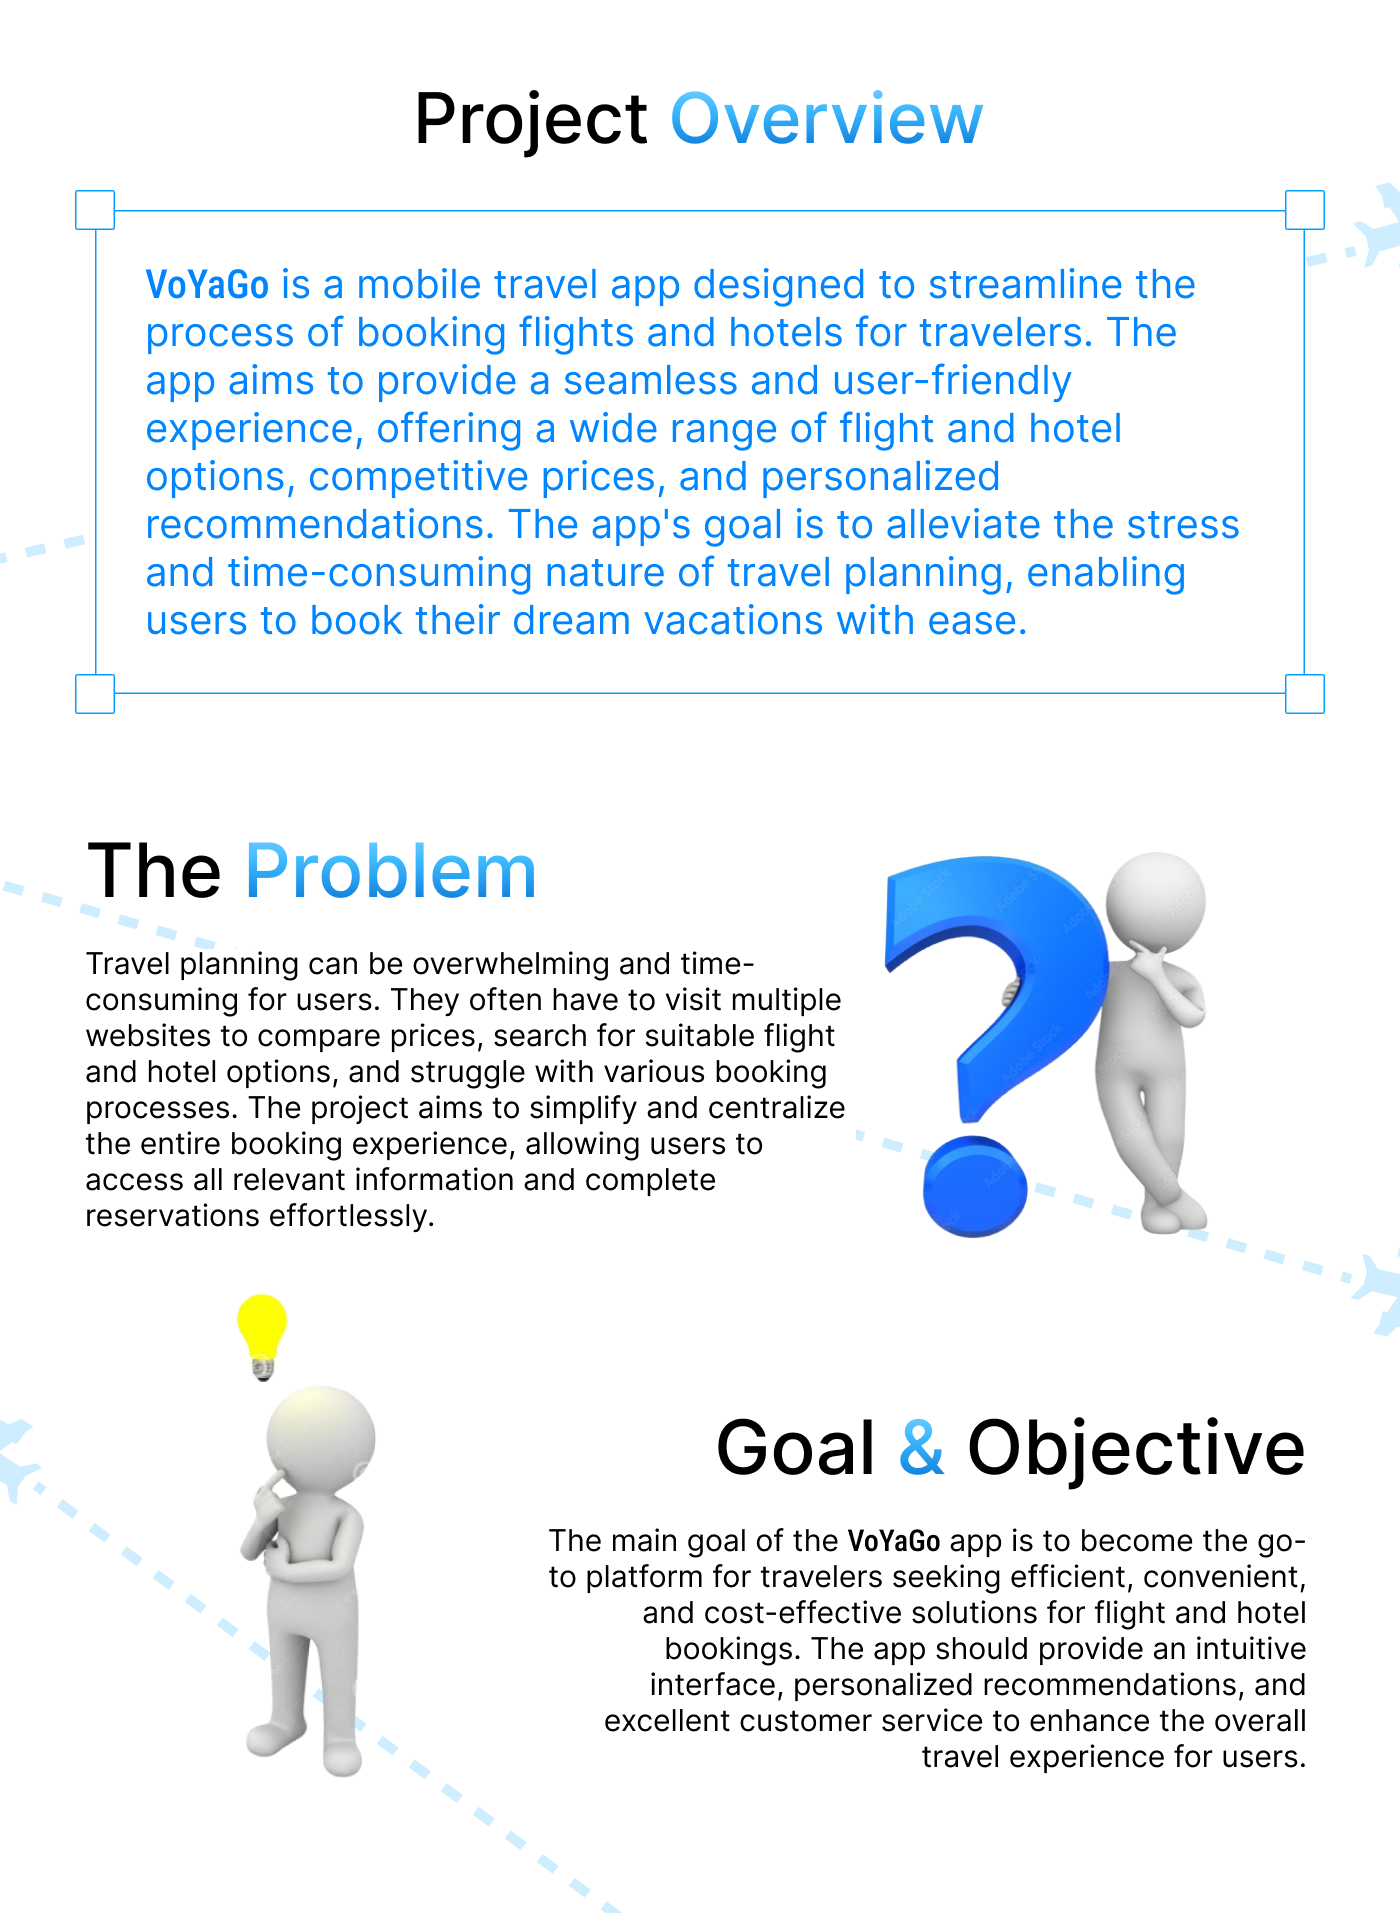 Project Overview
VoYaGo is a mobile travel app designed to streamline the
process of booking flights and hotels for travelers. The
app aims to provide a seamless and user-friendly
experience, offering a wide range of flight and hotel
options, competitive prices, and personalized
recommendations. The app's goal is to alleviate the stress
and time-consuming nature of travel planning, enabling
users to book their dream vacations with ease.
The Problem
Travel planning can be overwhelming and time-
consuming for users. They often have to visit multiple
websites to compare prices, search for suitable flight
and hotel options, and struggle with various booking
processes. The project aims to simplify and centralize
the entire booking experience, allowing users to
access all relevant information and complete
reservations effortlessly.
Adobe Stock
Adobe Stock
Adobe Stock
Goal & Objective
The main goal of the VoYaGo app is to become the go-
to platform for travelers seeking efficient, convenient,
and cost-effective solutions for flight and hotel
bookings. The app should provide an intuitive
interface, personalized recommendations, and
excellent customer service to enhance the overall
travel experience for users.